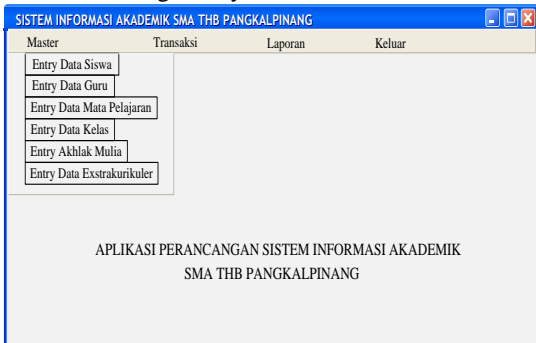 SISTEM INFORMASI AKADEMIK SMA THB PANGKALPINANG
Master Transaksi Laporan Keluar
Entry Data Siswa
Entry Data Guru
Entry Data Mata Pelajaran
Entry Data Kelas
Entry Akhlak Mulia
Entry Data Exstrakurikuler
APLIKASI PERANCANGAN SISTEM INFORMASI AKADEMIK
SMA THB PANGKALPINANG